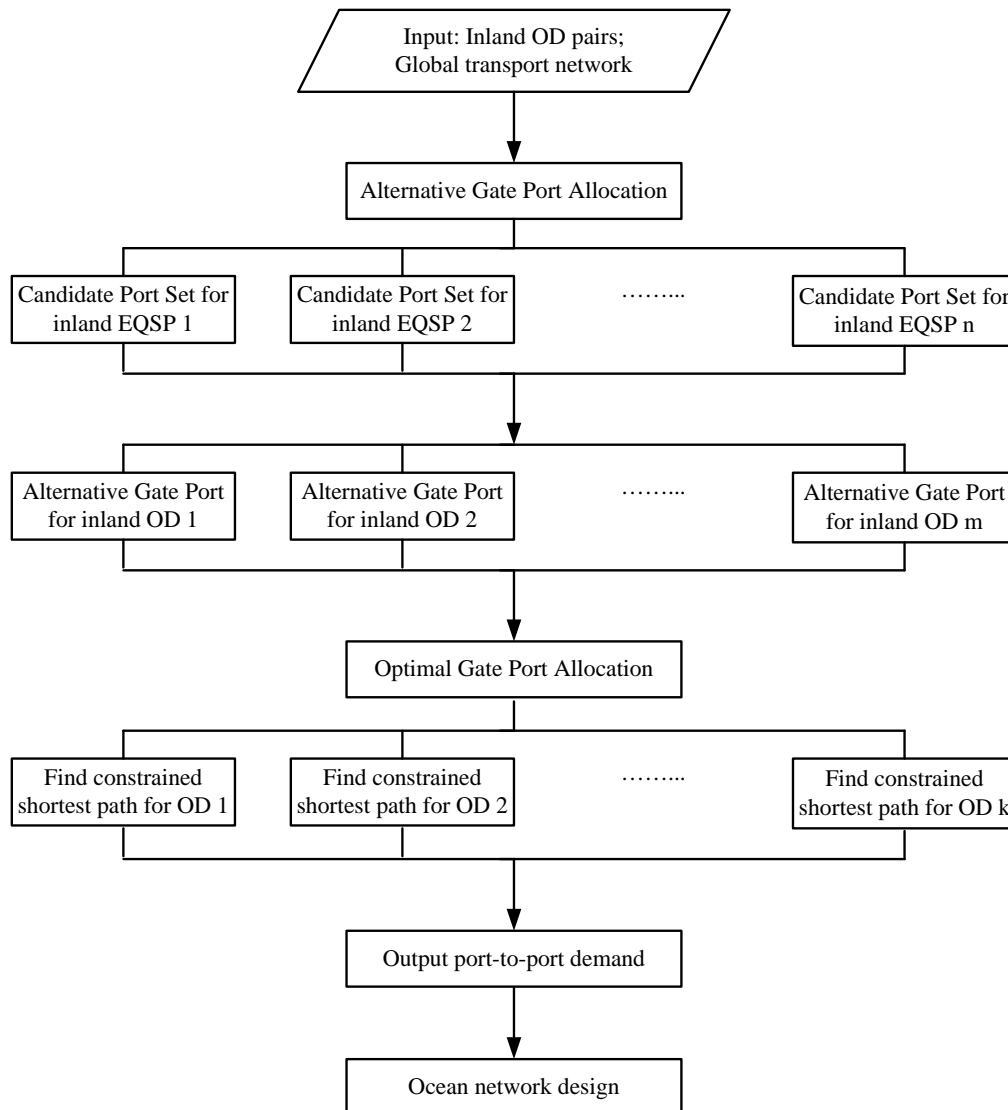 Input: Inland OD pairs;
Global transport network
Alternative Gate Port Allocation
Candidate Port Set for
inland EQSP 1
Candidate Port Set for
inland EQSP 2
………...
Candidate Port Set for
inland EQSP n
Alternative Gate Port
for inland OD 1
Alternative Gate Port
for inland OD 2
………...
Alternative Gate Port
for inland OD m
Optimal Gate Port Allocation
Find constrained
shortest path for OD 1
Find constrained
shortest path for OD 2
………...
Find constrained
shortest path for OD k
Output port-to-port demand
Ocean network design